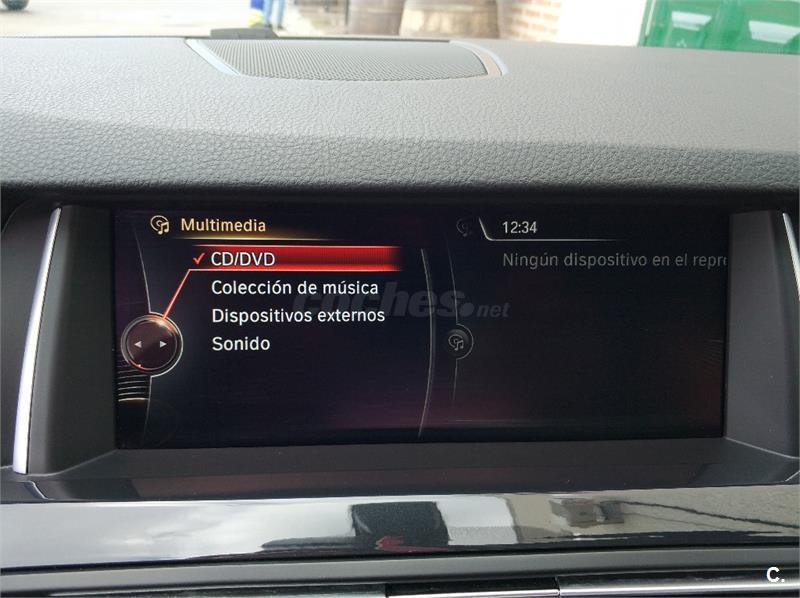 Multimedia
CD/DVD
Colección de música
Dispositivos externos
Sonido
12:34
Ningún dispositivo en el repr
coches.net
C.